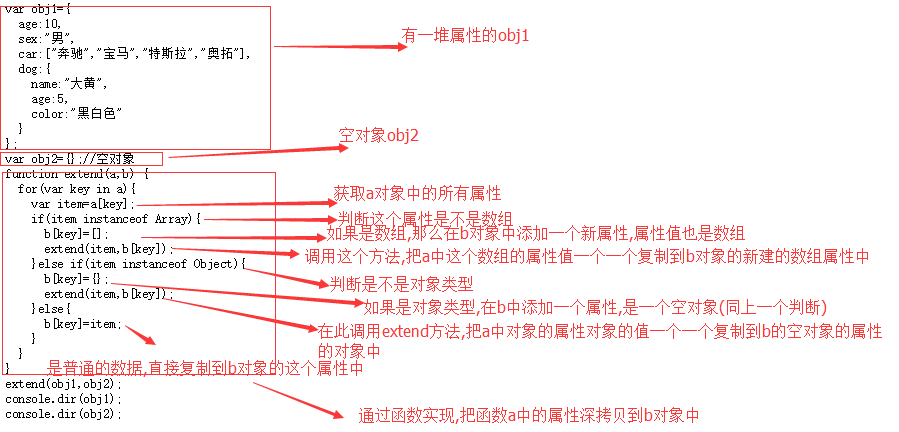 var obj1={
age:10,
sex:"男",
car:["奔驰","宝马","特斯拉","奥拓"],
有一堆属性的obj1
dog:{
name:"大黄",
age:5,
color:"黑白色"
}
};
空对象obj2
var obj2={};//空对象
function extend(a,b) {
for(var key in a){
获取a对象中的所有属性
var item=a[key];
if(item instanceof Array){
判断这个属性是不是数组
b[key]=[];
如果是数组,那么在b对象中添加一个新属性,属性值也是数组
extend(item,b[key]);
调用这个方法,把a中这个数组的属性值一个一个复制到b对象的新建的数组属性中
}else if(item instanceof Object){
判断是不是对象类型
b[key]={};
如果是对象类型,在b中添加一个属性,是一个空对象(同上一个判断)
extend(item,b[key]);
}else{
b[key]=item;
在此调用extend方法,把a中对象的属性对象的值一个一个复制到b的空对象的属性
的对象中
}
}
}
是普通的数据,直接复制到b对象的这个属性中
extend(obj1,obj2);
console.dir(obj1);
console.dir(obj2);
通过函数实现,把函数a中的属性深拷贝到b对象中